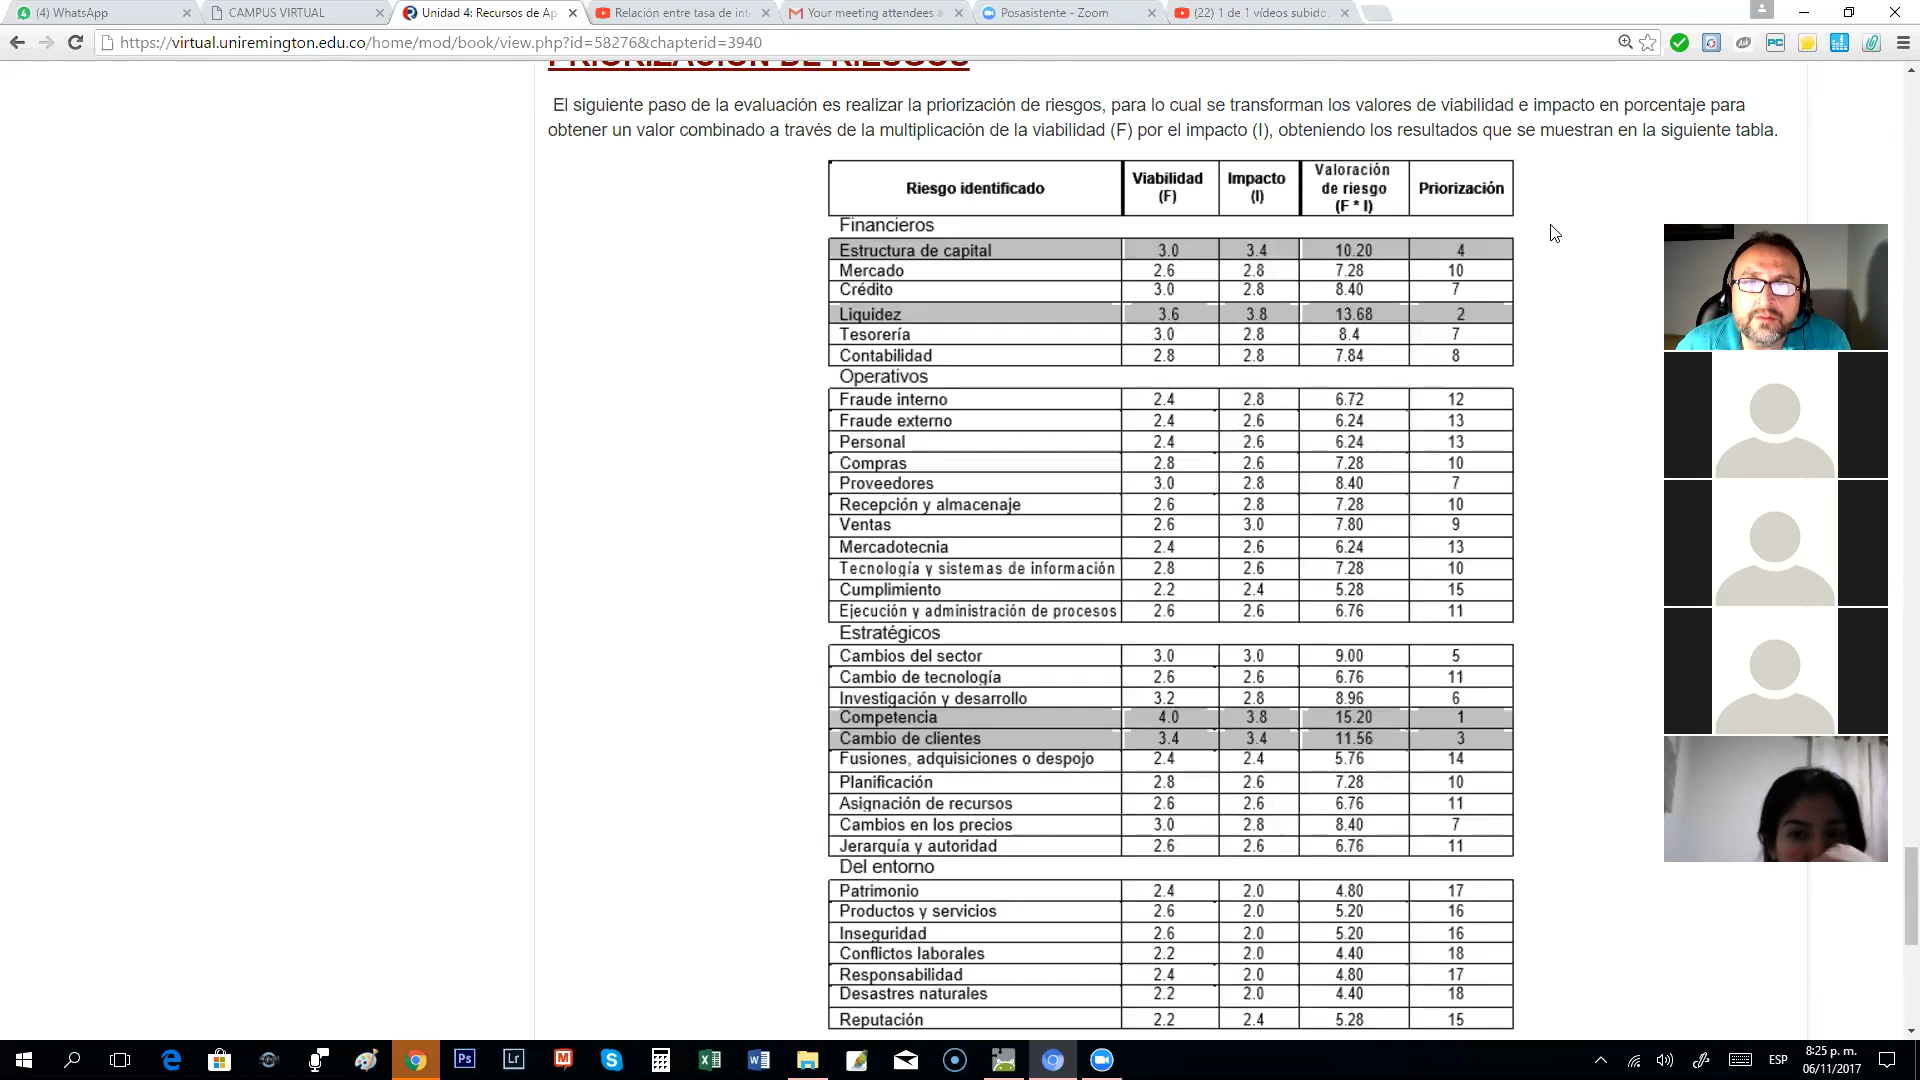 (4) WhatsApp
CAMPUS VIRTUAL
Unidad 4: Recursos de Ap
Relación entre tasa de int
Your meeting attendees a
Posasistente - Zoom
(22) 1 de 1 vídeos subido
https://virtual.uniremington.edu.co/home/mod/book/view.php?id=58276&chapterid=3940
PRIORIZACIÓN DE RIESGOS
El siguiente paso de la evaluación es realizar la priorización de riesgos, para lo cual se transforman los valores de viabilidad e impacto en porcentaje para
obtener un valor combinado a través de la multiplicación de la viabilidad (F) por el impacto (I), obteniendo los resultados que se muestran en la siguiente tabla.
Riesgo identificado Viabilidad (F) Impacto (I) Valoración de riesgo (F * I) Priorización
Financieros
Estructura de capital 3.0 3.4 10.20 4
Mercado 2.6 2.8 7.28 10
Crédito 3.0 2.8 8.40 7
Liquidez 3.6 3.8 13.68 2
Tesorería 3.0 2.8 8.4 7
Contabilidad 2.8 2.8 7.84 8
Operativos
Fraude interno 2.4 2.8 6.72 12
Fraude externo 2.4 2.6 6.24 13
Personal 2.4 2.6 6.24 13
Compras 2.8 2.6 7.28 10
Proveedores 3.0 2.8 8.40 7
Recepción y almacenaje 2.6 2.8 7.28 10
Ventas 2.6 3.0 7.80 9
Mercadotecnia 2.4 2.6 6.24 13
Tecnología y sistemas de información 2.8 2.6 7.28 10
Cumplimiento 2.2 2.4 5.28 15
Ejecución y administración de procesos 2.6 2.6 6.76 11
Estratégicos
Cambios del sector 3.0 3.0 9.00 5
Cambio de tecnología 2.6 2.6 6.76 11
Investigación y desarrollo 3.2 2.8 8.96 6
Competencia 4.0 3.8 15.20 1
Cambio de clientes 3.4 3.4 11.56 3
Fusiones, adquisiciones o despojo 2.4 2.4 5.76 14
Planificación 2.8 2.6 7.28 10
Asignación de recursos 2.6 2.6 6.76 11
Cambios en los precios 3.0 2.8 8.40 7
Jerarquía y autoridad 2.6 2.6 6.76 11
Del entorno
Patrimonio 2.4 2.0 4.80 17
Productos y servicios 2.6 2.0 5.20 16
Inseguridad 2.6 2.0 5.20 16
Conflictos laborales 2.2 2.0 4.40 18
Responsabilidad 2.4 2.0 4.80 17
Desastres naturales 2.2 2.0 4.40 18
Reputación 2.2 2.4 5.28 15
ESP
8:25 p. m.
06/11/2017